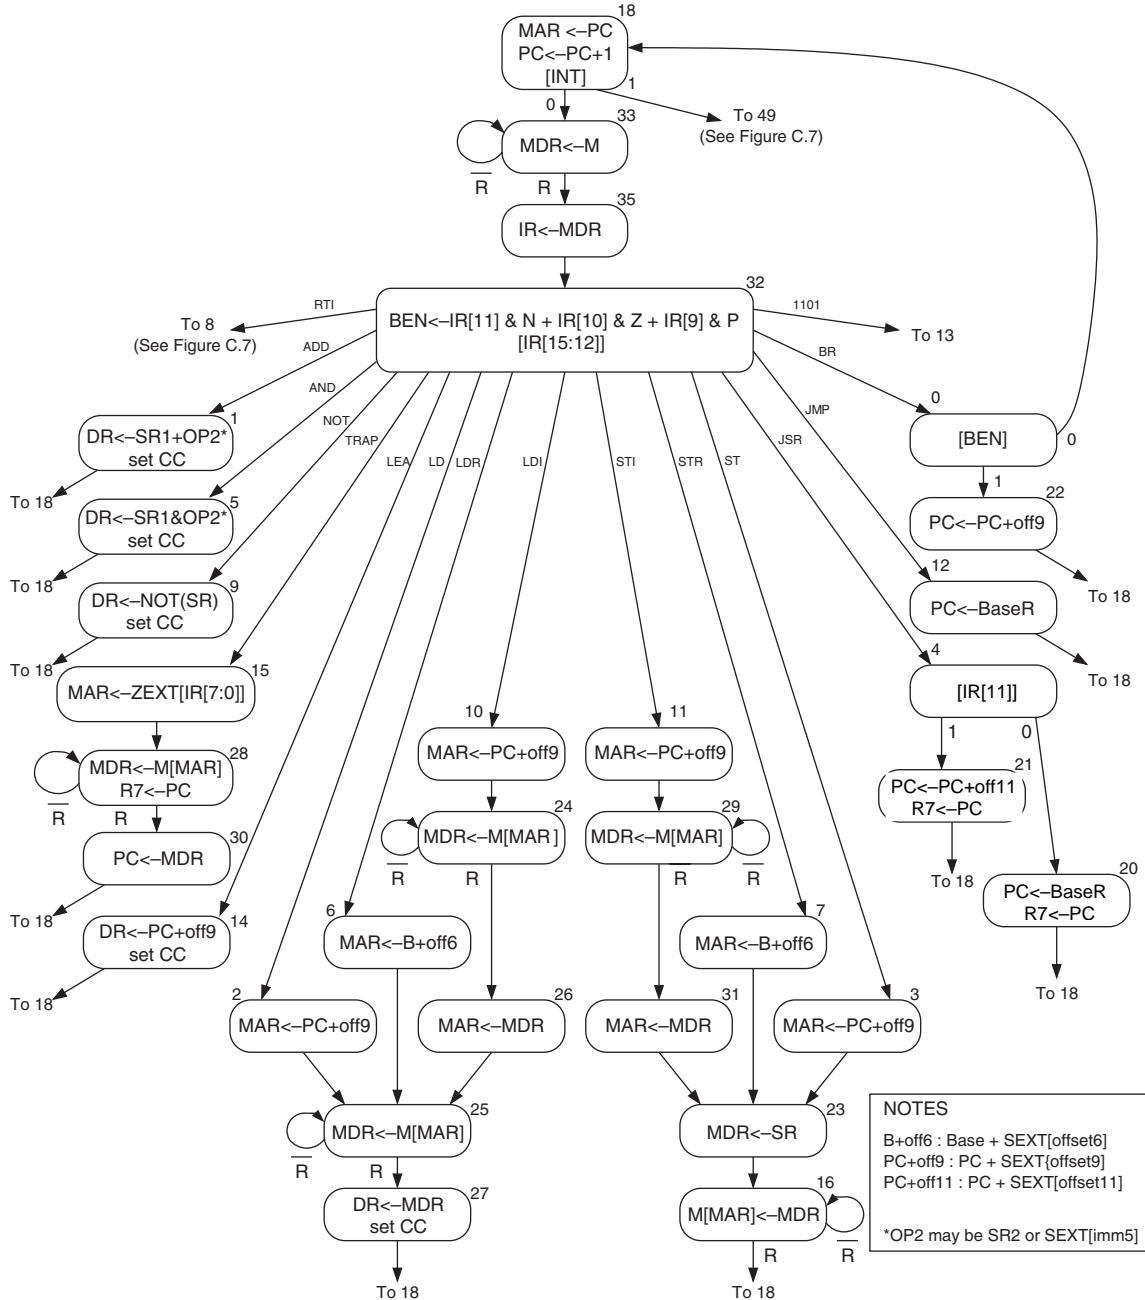 18
MAR <–PC
PC<–PC+1
[INT]
0
1
To 49
(See Figure C.7)
33
MDR<–M
R
R
35
IR<–MDR
32
BEN<–IR[11] & N + IR[10] & Z + IR[9] & P
[IR[15:12]]
RTI
To 8
(See Figure C.7)
1101
To 13
ADD
AND
NOT
TRAP
LEA
LD
LDR
LDI
STI
STR
ST
JSR
JMP
BR
1
DR<–SR1+OP2*
set CC
To 18
5
DR<–SR1&OP2*
set CC
To 18
9
DR<–NOT(SR)
set CC
To 18
15
MAR<–ZEXT[IR[7:0]]
28
MDR<–M[MAR]
R7<–PC
R
R
30
PC<–MDR
To 18
14
DR<–PC+off9
set CC
To 18
0
[BEN]
0
1
22
PC<–PC+off9
To 18
12
PC<–BaseR
To 18
4
[IR[11]]
1
0
21
PC<–PC+off11
R7<–PC
To 18
20
PC<–BaseR
R7<–PC
To 18
10
MAR<–PC+off9
24
MDR<–M[MAR]
R
R
11
MAR<–PC+off9
29
MDR<–M[MAR]
R
R
6
MAR<–B+off6
7
MAR<–B+off6
2
MAR<–PC+off9
26
MAR<–MDR
31
MAR<–MDR
3
MAR<–PC+off9
25
MDR<–M[MAR]
R
R
27
DR<–MDR
set CC
To 18
23
MDR<–SR
16
M[MAR]<–MDR
R
R
To 18
NOTES
B+off6 : Base + SEXT[offset6]
PC+off9 : PC + SEXT{offset9]
PC+off11 : PC + SEXT[offset11]
*OP2 may be SR2 or SEXT[imm5]